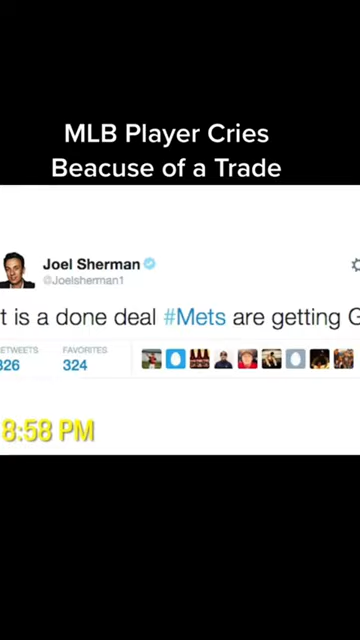 MLB Player Cries
Beacuse of a Trade
Joel Sherman
@Joelsherman1
t is a done deal #Mets are getting G
ETWEETS FAVORITES
326 324
8:58 PM